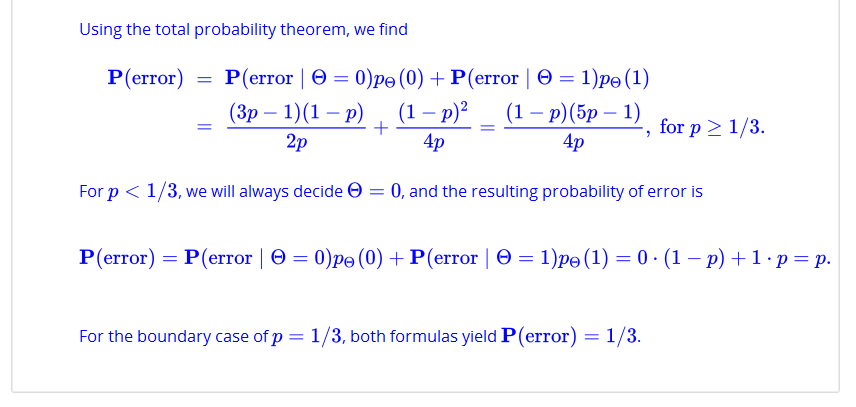 Using the total probability theorem, we find
P(error) = P(error | Θ = 0)p_Θ(0) + P(error | Θ = 1)p_Θ(1)
= \frac{(3p − 1)(1 − p)}{2p} + \frac{(1 − p)^2}{4p} = \frac{(1 − p)(5p − 1)}{4p}, for p ≥ 1/3.
For p < 1/3, we will always decide Θ = 0, and the resulting probability of error is
P(error) = P(error | Θ = 0)p_Θ(0) + P(error | Θ = 1)p_Θ(1) = 0 · (1 − p) + 1 · p = p.
For the boundary case of p = 1/3, both formulas yield P(error) = 1/3.